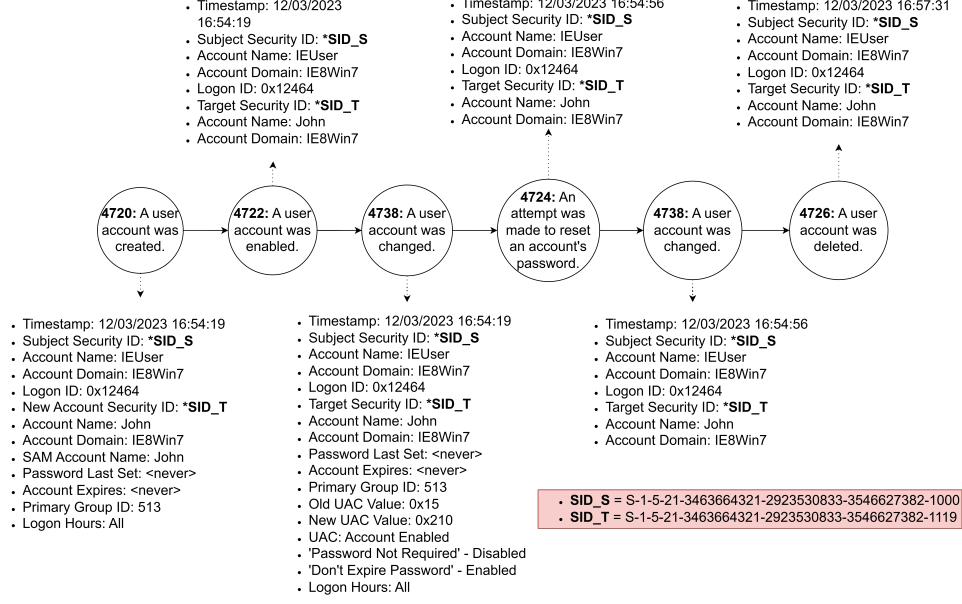 • Timestamp: 12/03/2023
16:54:19
• Subject Security ID: *SID_S
• Account Name: IEUser
• Account Domain: IE8Win7
• Logon ID: 0x12464
• Target Security ID: *SID_T
• Account Name: John
• Account Domain: IE8Win7
• Timestamp: 12/03/2023 16:54:56
• Subject Security ID: *SID_S
• Account Name: IEUser
• Account Domain: IE8Win7
• Logon ID: 0x12464
• Target Security ID: *SID_T
• Account Name: John
• Account Domain: IE8Win7
• Timestamp: 12/03/2023 16:57:31
• Subject Security ID: *SID_S
• Account Name: IEUser
• Account Domain: IE8Win7
• Logon ID: 0x12464
• Target Security ID: *SID_T
• Account Name: John
• Account Domain: IE8Win7
4720: A user
account was
created.
4722: A user
account was
enabled.
4738: A user
account was
changed.
4724: An
attempt was
made to reset
an account's
password.
4738: A user
account was
changed.
4726: A user
account was
deleted.
• Timestamp: 12/03/2023 16:54:19
• Subject Security ID: *SID_S
• Account Name: IEUser
• Account Domain: IE8Win7
• Logon ID: 0x12464
• New Account Security ID: *SID_T
• Account Name: John
• Account Domain: IE8Win7
• SAM Account Name: John
• Password Last Set: <never>
• Account Expires: <never>
• Primary Group ID: 513
• Logon Hours: All
• Timestamp: 12/03/2023 16:54:19
• Subject Security ID: *SID_S
• Account Name: IEUser
• Account Domain: IE8Win7
• Logon ID: 0x12464
• Target Security ID: *SID_T
• Account Name: John
• Account Domain: IE8Win7
• Password Last Set: <never>
• Account Expires: <never>
• Primary Group ID: 513
• Old UAC Value: 0x15
• New UAC Value: 0x210
• UAC: Account Enabled
• 'Password Not Required' - Disabled
• 'Don't Expire Password' - Enabled
• Logon Hours: All
• Timestamp: 12/03/2023 16:54:56
• Subject Security ID: *SID_S
• Account Name: IEUser
• Account Domain: IE8Win7
• Logon ID: 0x12464
• Target Security ID: *SID_T
• Account Name: John
• Account Domain: IE8Win7
• SID_S = S-1-5-21-3463664321-2923530833-3546627382-1000
• SID_T = S-1-5-21-3463664321-2923530833-3546627382-1119